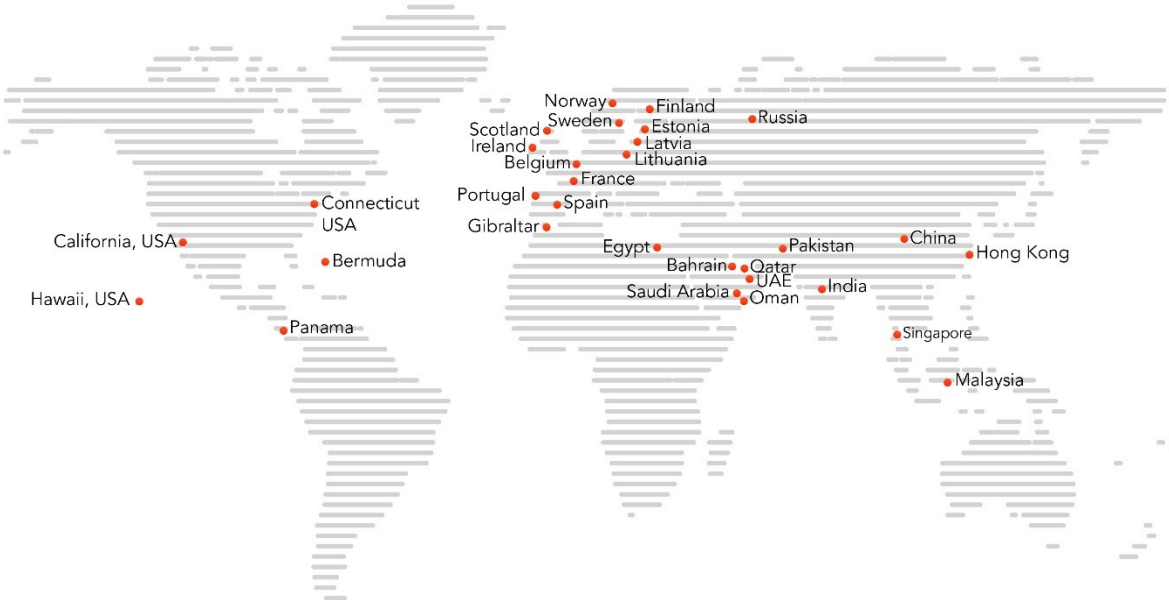 Norway
Finland
Sweden
Russia
Scotland
Estonia
Ireland
Latvia
Belgium
Lithuania
France
Portugal
Spain
Connecticut
USA
Gibraltar
California, USA
Egypt
Pakistan
China
Hong Kong
Bermuda
Bahrain
Qatar
UAE
Saudi Arabia
India
Hawaii, USA
Oman
Panama
Singapore
Malaysia